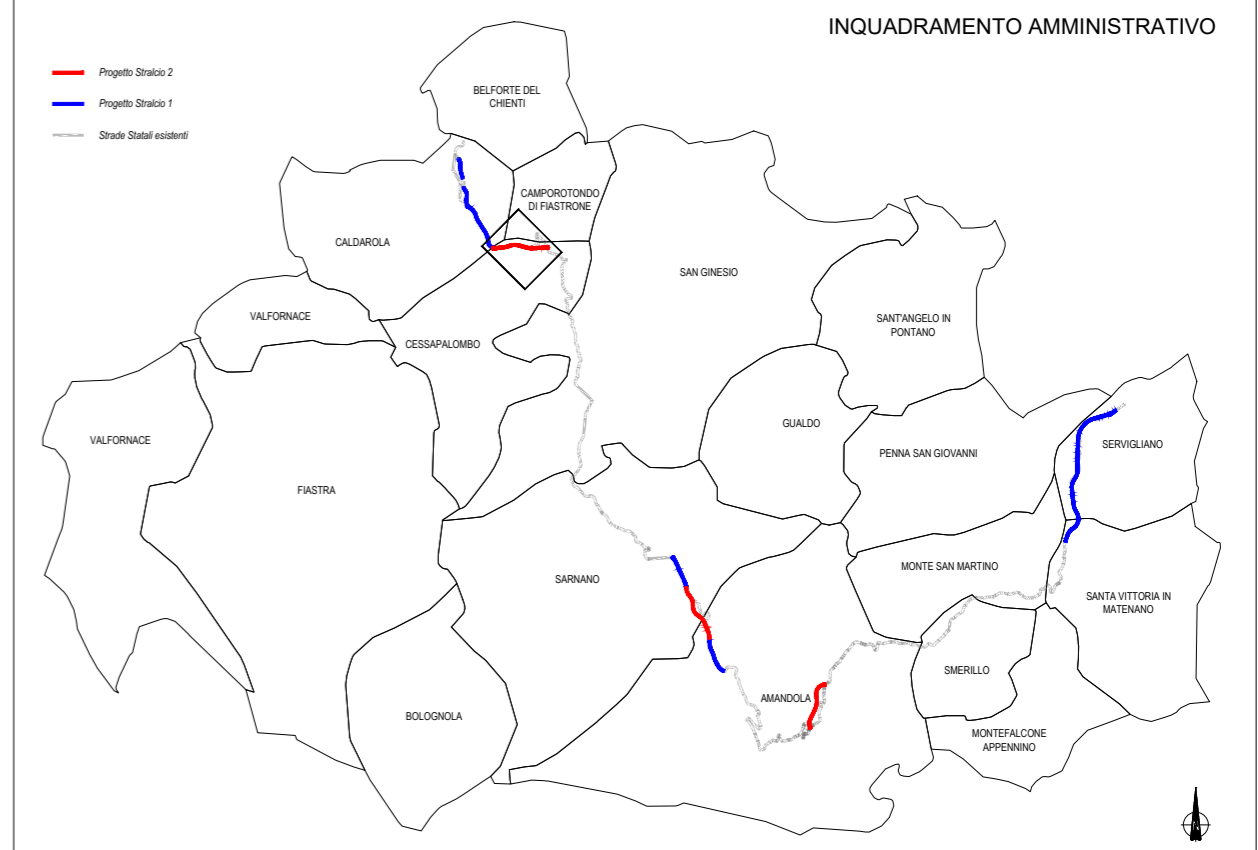 INQUADRAMENTO AMMINISTRATIVO
Progetto Stralcio 2
Progetto Stralcio 1
Strade Statali esistenti
BELFORTE DEL
CHIENTI
CAMPOROTONDO
DI FIASTRONE
CALDAROLA
SAN GINESIO
VALFORNACE
SANT'ANGELO IN
PONTANO
CESSAPALOMBO
GUALDO
VALFORNACE
SERVIGLIANO
PENNA SAN GIOVANNI
FIASTRA
MONTE SAN MARTINO
SARNANO
SANTA VITTORIA IN
MATENANO
SMERILLO
AMANDOLA
BOLOGNOLA
MONTEFALCONE
APPENNINO